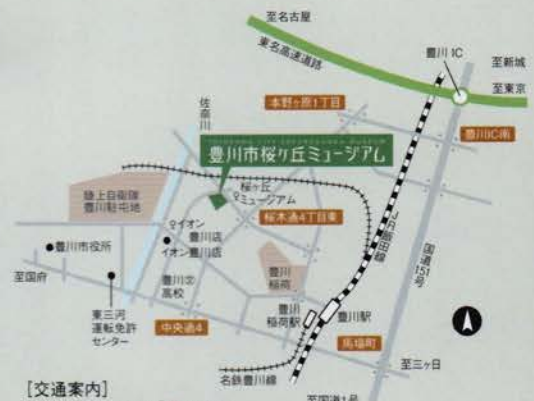 至名古屋
東名高速道路
豊川IC
至新城
至東京
本野ヶ原1丁目
豊川IC南
佐奈川
豊川市桜ヶ丘ミュージアム
陸上自衛隊
豊川駐屯地
桜ヶ丘
ミュージアム
桜木通4丁目東
イオン
豊川店
イオン豊川店
豊川市役所
至国府
豊川
高校
豊川
稲荷
JR飯田線
国道151号
東三河
運転免許
センター
中央通4
豊川
稲荷駅
豊川駅
馬場町
至三ヶ日
名鉄豊川線
至国道1号
[交通案内]